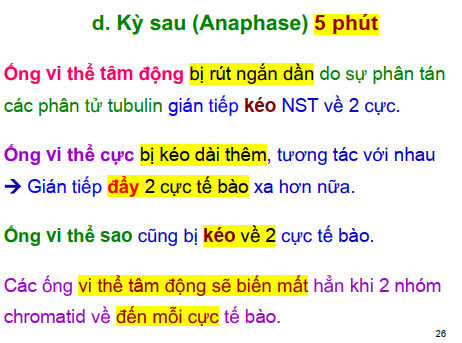 d. Kỳ sau (Anaphase) 5 phút
Ống vi thể tâm động bị rút ngắn dần do sự phân tán
các phân tử tubulin gián tiếp kéo NST về 2 cực.
Ống vi thể cực bị kéo dài thêm, tương tác với nhau
➔ Gián tiếp đẩy 2 cực tế bào xa hơn nữa.
Ống vi thể sao cũng bị kéo về 2 cực tế bào.
Các ống vi thể tâm động sẽ biến mất hẳn khi 2 nhóm
chromatid về đến mỗi cực tế bào.
26